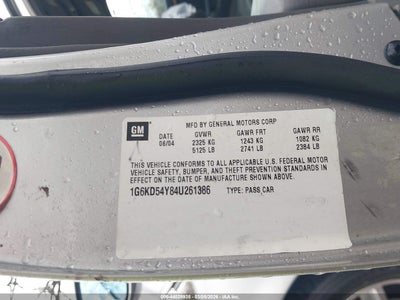 GM
MFD BY GENERAL MOTORS CORP
DATE GVWR GAWR FRT GAWR RR
06/04 2325 KG 1243 KG 1082 KG
5125 LB 2741 LB 2384 LB
THIS VEHICLE CONFORMS TO ALL APPLICABLE U.S. FEDERAL MOTOR
VEHICLE SAFETY, BUMPER, AND THEFT PREVENTION STANDARDS
IN EFFECT ON THE DATE OF MANUFACTURE SHOWN ABOVE.
1G6KD54Y84U261386 TYPE: PASS CAR